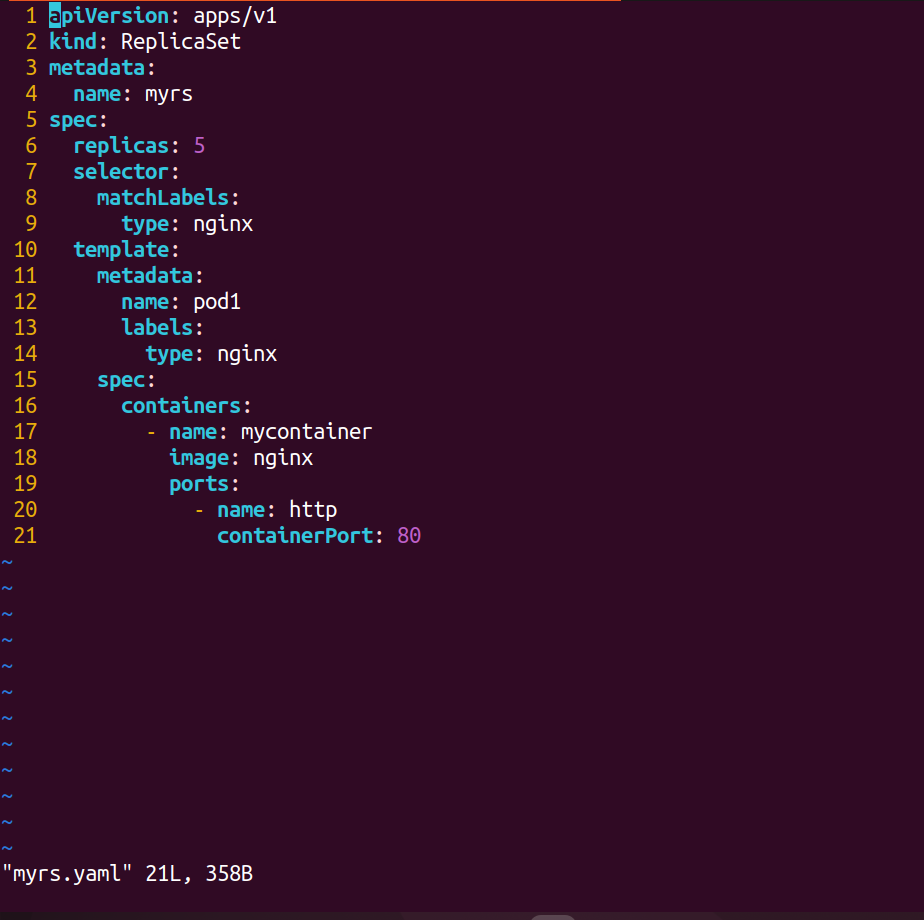 1 apiVersion: apps/v1
2 kind: ReplicaSet
3 metadata:
4   name: myrs
5 spec:
6   replicas: 5
7   selector:
8     matchLabels:
9       type: nginx
10   template:
11     metadata:
12       name: pod1
13       labels:
14         type: nginx
15     spec:
16       containers:
17         - name: mycontainer
18           image: nginx
19           ports:
20             - name: http
21               containerPort: 80
~
~
~
~
~
~
~
~
~
~
~
~
"myrs.yaml" 21L, 358B